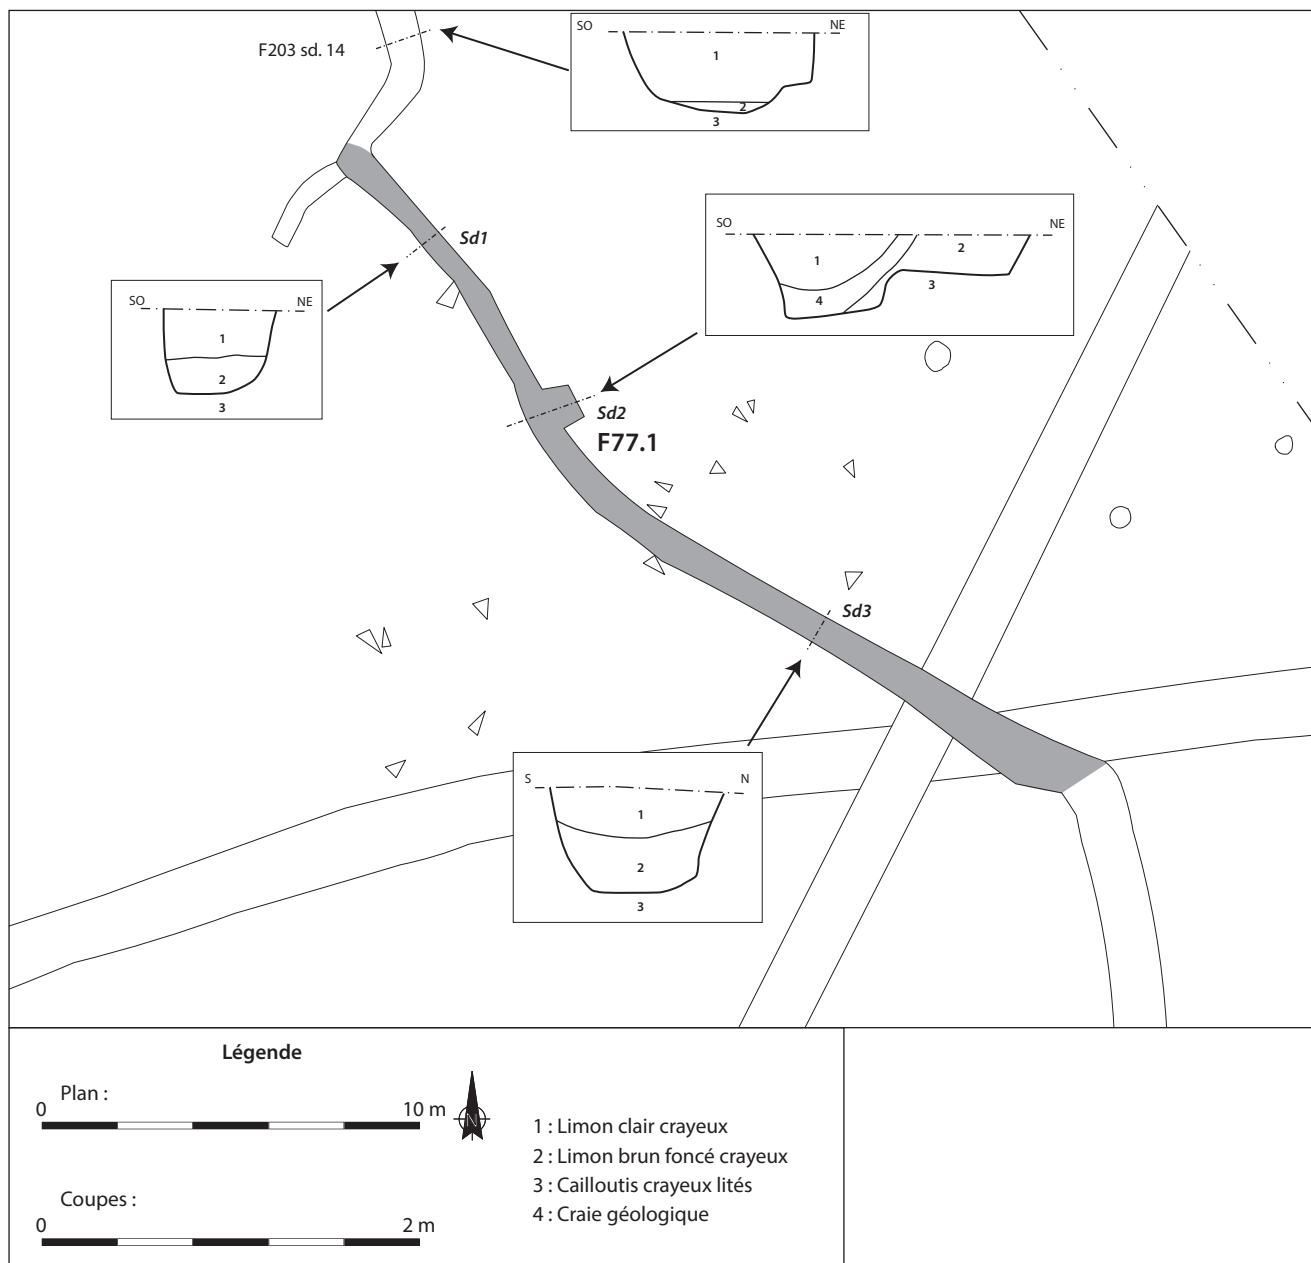 F203 sd. 14
SO
NE
1
2
3
Sd1
SO
NE
1
2
3
4
SO
NE
1
2
3
Sd2
F77.1
Sd3
S
N
1
2
3
Légende
Plan :
0
10 m
N
Coupes :
0
2 m
1 : Limon clair crayeux
2 : Limon brun foncé crayeux
3 : Cailloutis crayeux lités
4 : Craie géologique